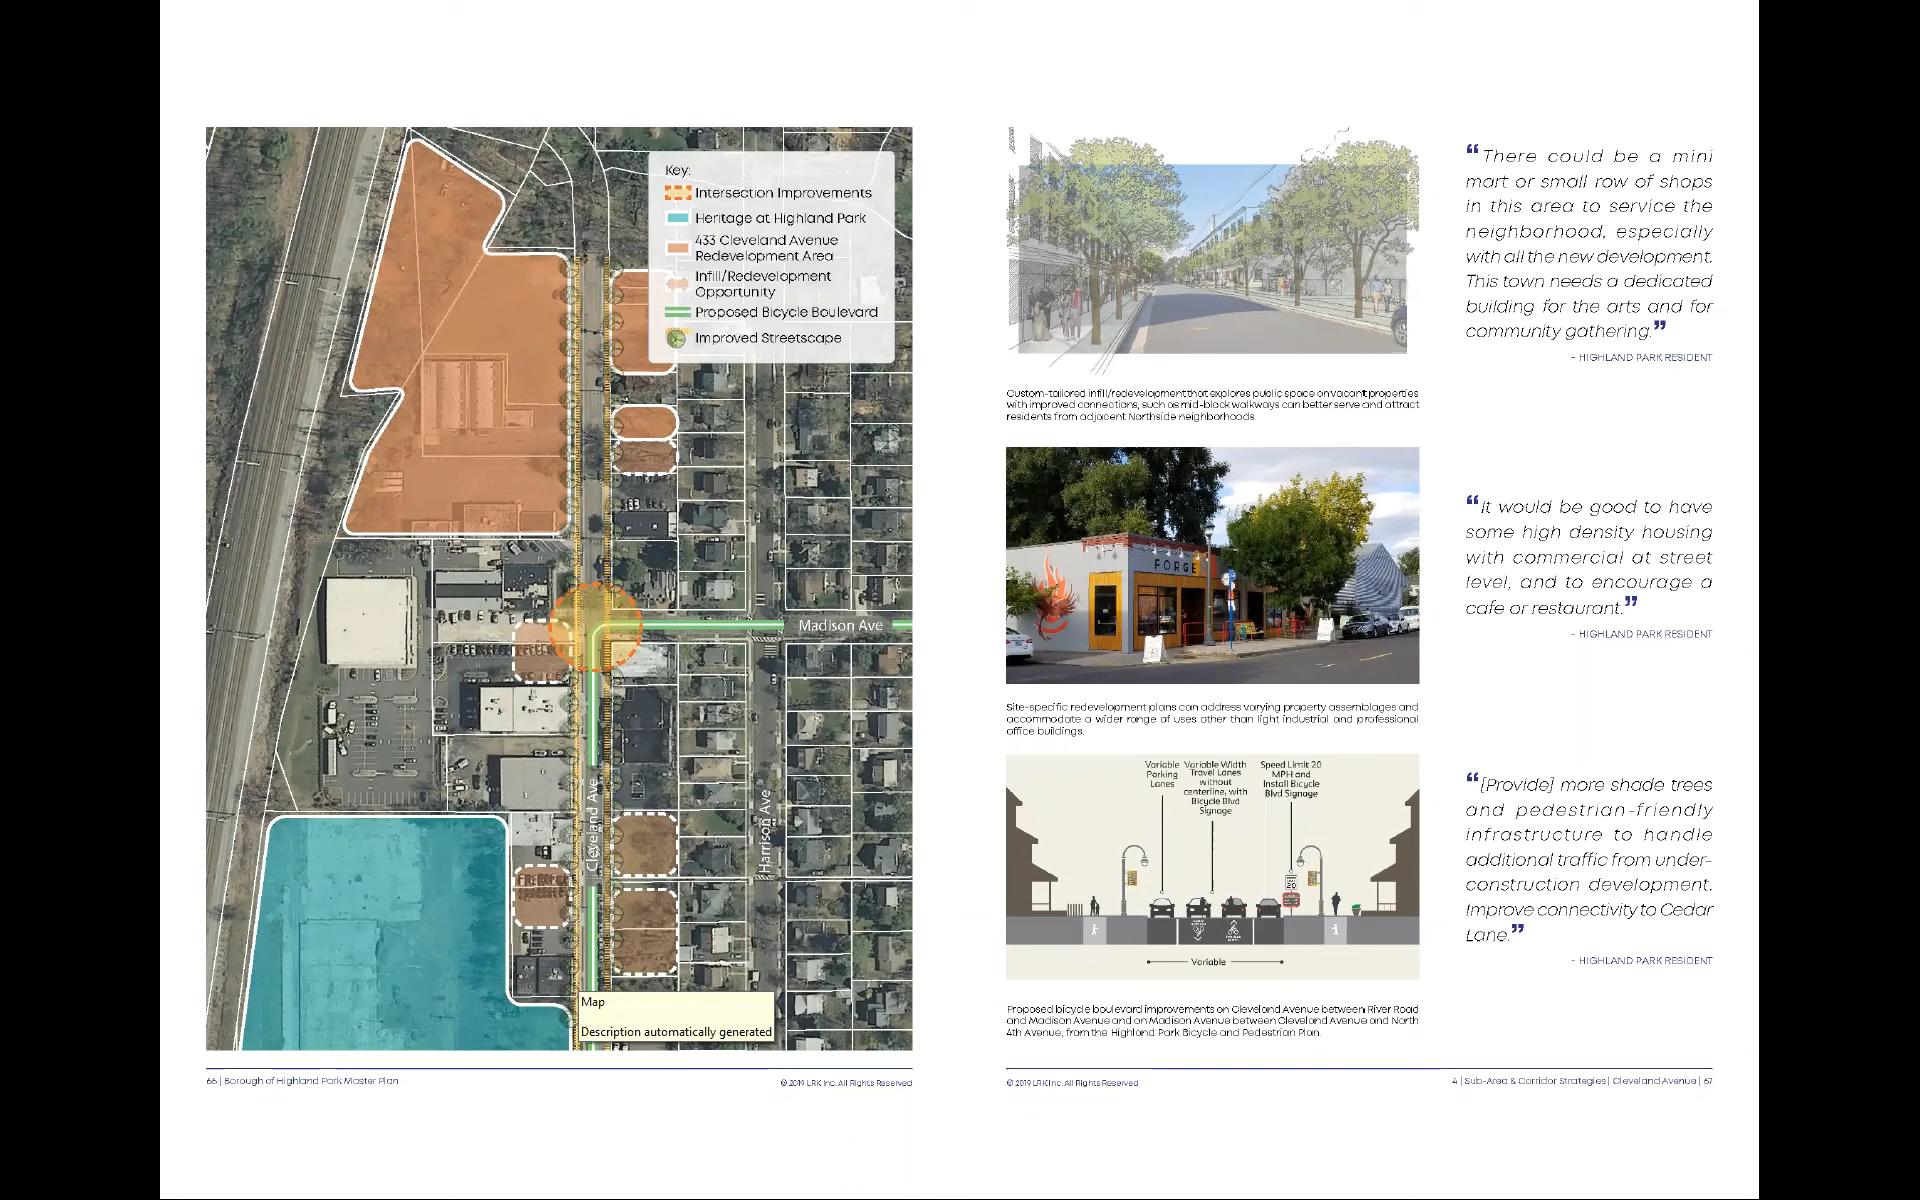 Key:
Intersection Improvements
Heritage at Highland Park
433 Cleveland Avenue
Redevelopment Area
Infill/Redevelopment
Opportunity
Proposed Bicycle Boulevard
Improved Streetscape
Madison Ave
Cleveland Ave
Harrison Ave
Map
Description automatically generated
66 | Borough of Highland Park Master Plan
© 2019 LRK Inc. All Rights Reserved
Custom-tailored infill/redevelopment that explores public space on vacant properties
with improved connections, such as mid-block walkways can better serve and attract
residents from adjacent Northside neighborhoods.
FORGE
Site-specific redevelopment plans can address varying property assemblages and
accommodate a wider range of uses other than light industrial and professional
office buildings.
Variable
Parking
Lanes
Variable Width
Travel Lanes
without
centerline, with
Bicycle Blvd
Signage
Speed Limit 20
MPH and
Install Bicycle
Blvd Signage
20
Variable
Proposed bicycle boulevard improvements on Cleveland Avenue between River Road
and Madison Avenue and on Madison Avenue between Cleveland Avenue and North
4th Avenue; from the Highland Park Bicycle and Pedestrian Plan.
“There could be a mini
mart or small row of shops
in this area to service the
neighborhood, especially
with all the new development.
This town needs a dedicated
building for the arts and for
community gathering.”
- HIGHLAND PARK RESIDENT
“It would be good to have
some high density housing
with commercial at street
level, and to encourage a
cafe or restaurant.”
- HIGHLAND PARK RESIDENT
“[Provide] more shade trees
and pedestrian-friendly
infrastructure to handle
additional traffic from under-
construction development.
Improve connectivity to Cedar
Lane.”
- HIGHLAND PARK RESIDENT
© 2019 LRK Inc. All Rights Reserved
4 | Sub-Area & Corridor Strategies | Cleveland Avenue | 67